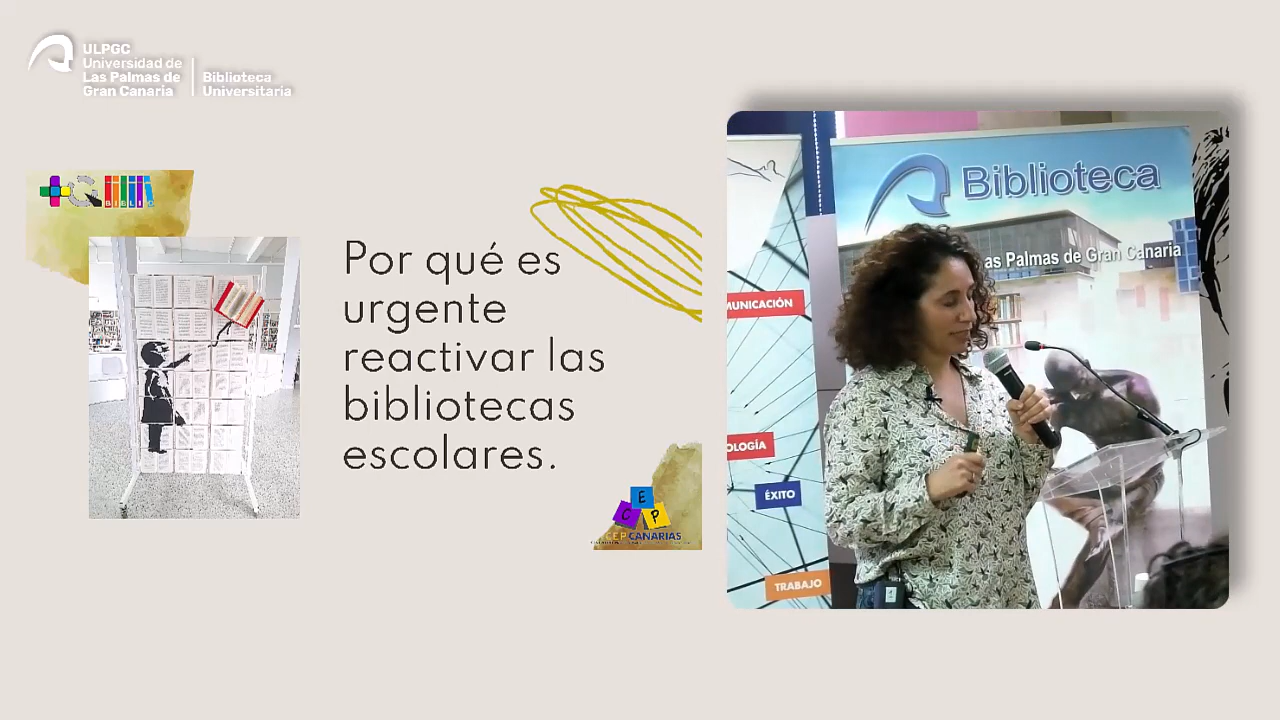 ULPGC
Universidad de
Las Palmas de
Gran Canaria
Biblioteca
Universitaria
BIBLIO
Por qué es
urgente
reactivar las
bibliotecas
escolares.
C E P
CEP CANARIAS
Biblioteca
as Palmas de Gran Canaria
MUNICACIÓN
OLOGÍA
ÉXITO
TRABAJO